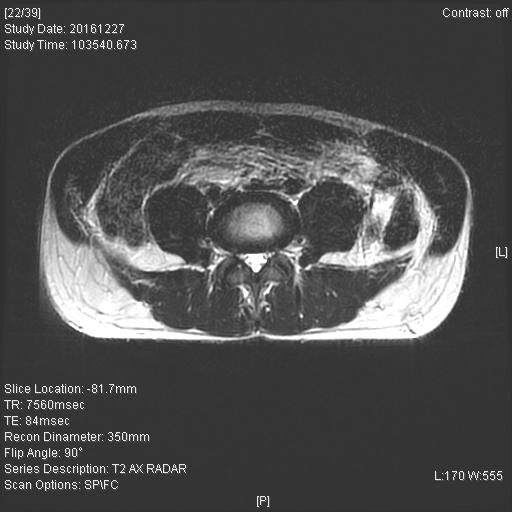 [22/39]
Study Date: 20161227
Study Time: 103540.673
Contrast: off
[L]
Slice Location: -81.7mm
TR: 7560msec
TE: 84msec
Recon Dinameter: 350mm
Flip Angle: 90°
Series Description: T2 AX RADAR
Scan Options: SP\FC
L:170 W:555
[P]